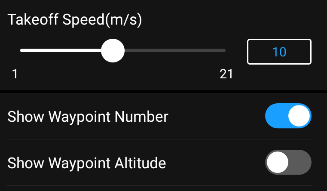 Takeoff Speed(m/s)
10
1 21
Show Waypoint Number
Show Waypoint Altitude